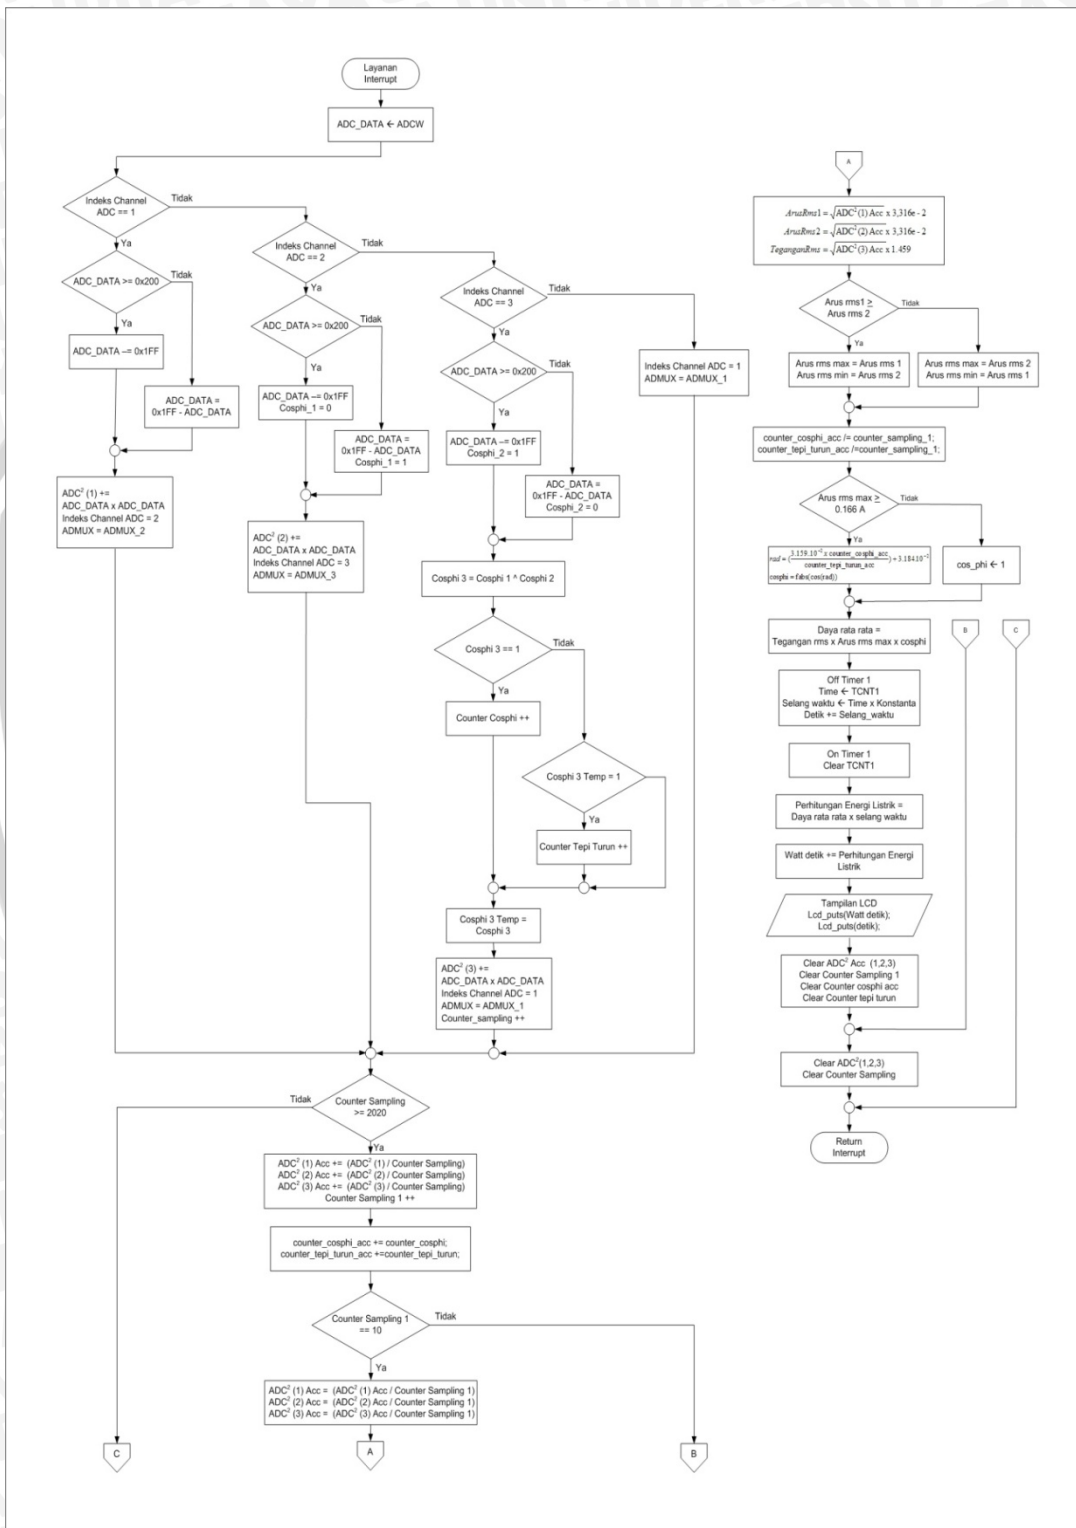 Layanan
Interrupt
ADC_DATA ← ADCW
Indeks Channel
ADC == 1
Tidak
Ya
ADC_DATA >= 0x200
Tidak
Ya
ADC_DATA –= 0x1FF
ADC_DATA =
0x1FF - ADC_DATA
ADC² (1) +=
ADC_DATA x ADC_DATA
Indeks Channel ADC = 2
ADMUX = ADMUX_2
Indeks Channel
ADC == 2
Tidak
Ya
ADC_DATA >= 0x200
Tidak
Ya
ADC_DATA –= 0x1FF
Cosphi_1 = 0
ADC_DATA =
0x1FF - ADC_DATA
Cosphi_1 = 1
ADC² (2) +=
ADC_DATA x ADC_DATA
Indeks Channel ADC = 3
ADMUX = ADMUX_3
Indeks Channel
ADC == 3
Tidak
Ya
ADC_DATA >= 0x200
Tidak
Ya
ADC_DATA –= 0x1FF
Cosphi_2 = 1
ADC_DATA =
0x1FF - ADC_DATA
Cosphi_2 = 0
Cosphi 3 = Cosphi 1 ^ Cosphi 2
Cosphi 3 == 1
Tidak
Ya
Counter Cosphi ++
Cosphi 3 Temp = 1
Ya
Counter Tepi Turun ++
Cosphi 3 Temp =
Cosphi 3
ADC² (3) +=
ADC_DATA x ADC_DATA
Indeks Channel ADC = 1
ADMUX = ADMUX_1
Counter_sampling ++
Indeks Channel ADC = 1
ADMUX = ADMUX_1
Counter Sampling
>= 2020
Tidak
Ya
ADC² (1) Acc += (ADC² (1) / Counter Sampling)
ADC² (2) Acc += (ADC² (2) / Counter Sampling)
ADC² (3) Acc += (ADC² (3) / Counter Sampling)
Counter Sampling 1 ++
counter_cosphi_acc += counter_cosphi;
counter_tepi_turun_acc +=counter_tepi_turun;
Counter Sampling 1
== 10
Tidak
Ya
ADC² (1) Acc = (ADC² (1) Acc / Counter Sampling 1)
ADC² (2) Acc = (ADC² (2) Acc / Counter Sampling 1)
ADC² (3) Acc = (ADC² (3) Acc / Counter Sampling 1)
C
A
B
A
ArusRms1 = √ADC²(1) Acc x 3,316e - 2
ArusRms2 = √ADC²(2) Acc x 3,316e - 2
TeganganRms = √ADC²(3) Acc x 1.459
Arus rms1 ≥
Arus rms 2
Tidak
Ya
Arus rms max = Arus rms 1
Arus rms min = Arus rms 2
Arus rms max = Arus rms 2
Arus rms min = Arus rms 1
counter_cosphi_acc /= counter_sampling_1;
counter_tepi_turun_acc /=counter_sampling_1;
Arus rms max ≥
0.166 A
Tidak
Ya
counter_cosphi_acc
counter_tepi_turun_acc
cosphi = fabs(cos(rad))
cos_phi ← 1
B
C
Daya rata rata =
Tegangan rms x Arus rms max x cosphi
Off Timer 1
Time ← TCNT1
Selang waktu ← Time x Konstanta
Detik += Selang_waktu
On Timer 1
Clear TCNT1
Perhitungan Energi Listrik =
Daya rata rata x selang waktu
Watt detik += Perhitungan Energi
Listrik
Tampilan LCD
Lcd_puts(Watt detik);
Lcd_puts(detik);
Clear ADC² Acc (1,2,3)
Clear Counter Sampling 1
Clear Counter cosphi acc
Clear Counter tepi turun
Clear ADC²(1,2,3)
Clear Counter Sampling
Return
Interrupt